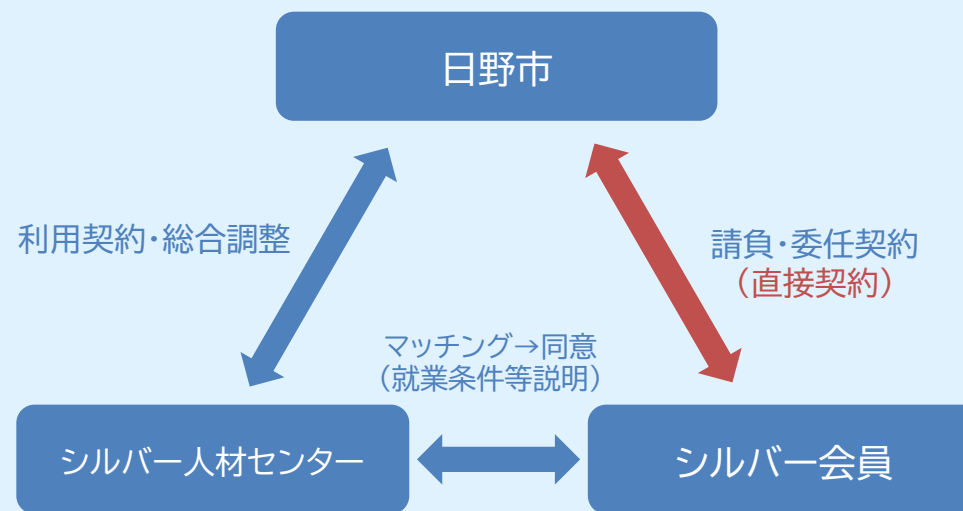 日野市
利用契約・総合調整
請負・委任契約
（直接契約）
マッチング→同意
（就業条件等説明）
シルバー人材センター
シルバー会員